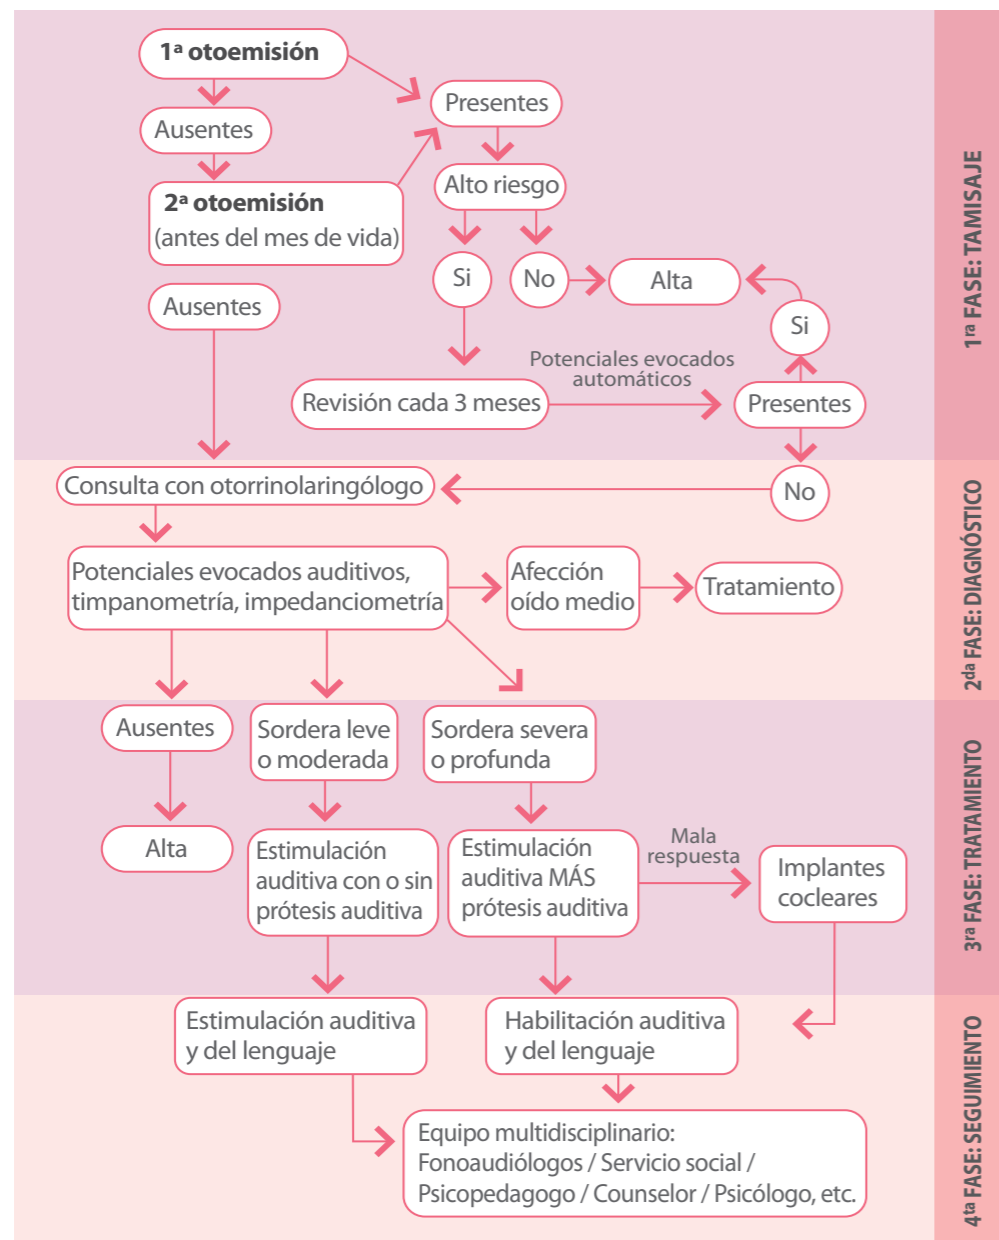 1ª otoemisión
Presentes
Ausentes
Alto riesgo
2ª otoemisión
(antes del mes de vida)
Si
No
Alta
Ausentes
Si
Potenciales evocados
automáticos
Revisión cada 3 meses
Presentes
1ra FASE: TAMISAJE
Consulta con otorrinolaringólogo
No
Potenciales evocados auditivos,
timpanometría, impedanciometría
Afección
oído medio
Tratamiento
2da FASE: DIAGNÓSTICO
Ausentes
Sordera leve
o moderada
Sordera severa
o profunda
Alta
Estimulación
auditiva con o sin
prótesis auditiva
Estimulación
auditiva MÁS
prótesis auditiva
Mala
respuesta
Implantes
cocleares
3ra FASE: TRATAMIENTO
Estimulación auditiva
y del lenguaje
Habilitación auditiva
y del lenguaje
Equipo multidisciplinario:
Fonoaudiólogos / Servicio social /
Psicopedagogo / Counselor / Psicólogo, etc.
4ta FASE: SEGUIMIENTO